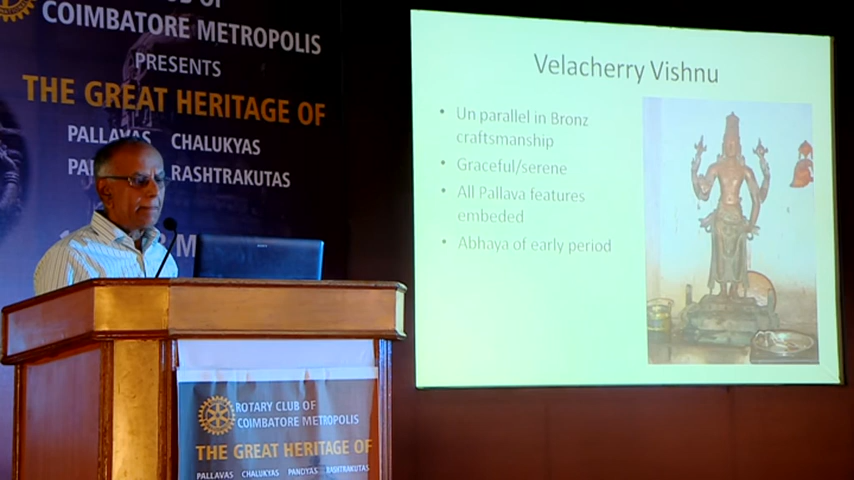 COIMBATORE METROPOLIS
PRESENTS
THE GREAT HERITAGE OF
PALLAVAS CHALUKYAS
RASHTRAKUTAS
Velacherry Vishnu
• Un parallel in Bronz
craftsmanship
• Graceful/serene
• All Pallava features
embeded
• Abhaya of early period
ROTARY CLUB OF
COIMBATORE METROPOLIS
THE GREAT HERITAGE OF
PALLAVAS CHALUKYAS PANDYAS RASHTRAKUTAS